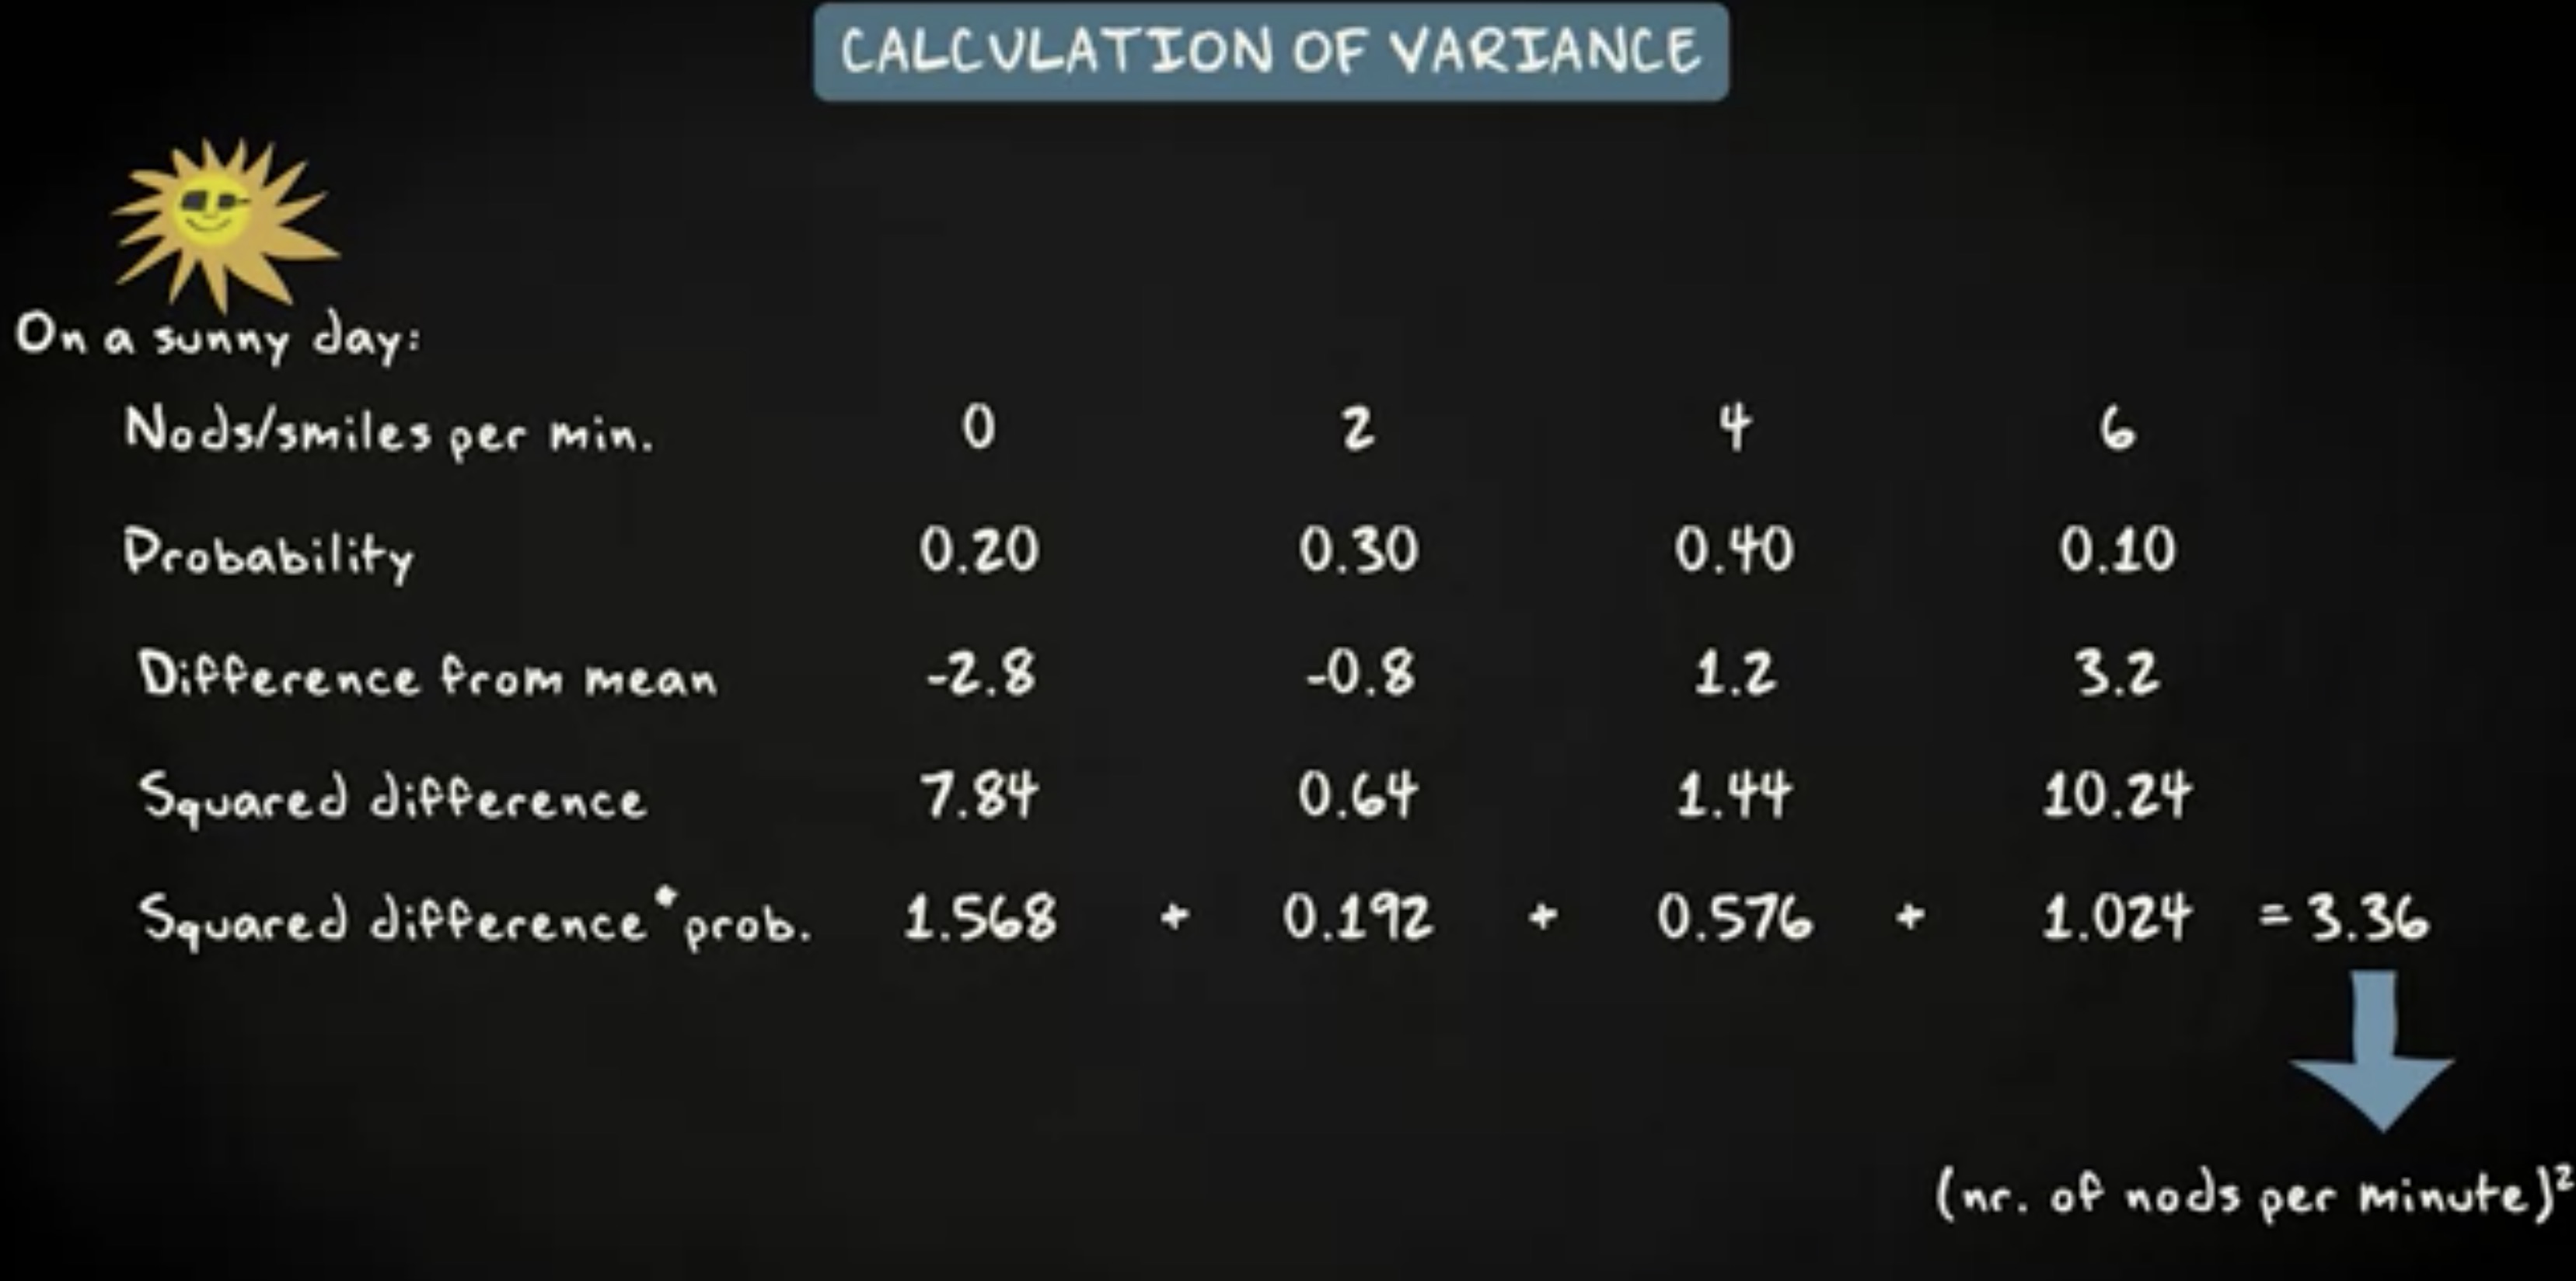 CALCULATION OF VARIANCE
On a sunny day:
Nods/smiles per min. 0 2 4 6
Probability 0.20 0.30 0.40 0.10
Difference from mean -2.8 -0.8 1.2 3.2
Squared difference 7.84 0.64 1.44 10.24
Squared difference*prob. 1.568 + 0.192 + 0.576 + 1.024 = 3.36
(nr. of nods per minute)²